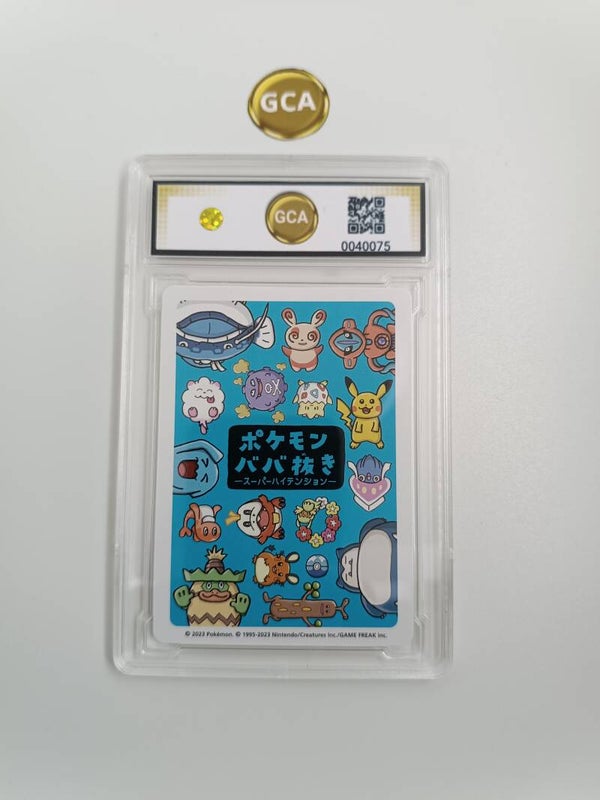 GCA
GCA
0040075
ポケモン
ババ抜き
ースーパーハイテンションー
© 2023 Pokémon. © 1995-2023 Nintendo/Creatures Inc./GAME FREAK inc.